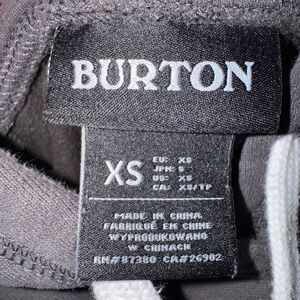 BURTON
XS
EU: XS
JPN: S
US: XS
CA: XS/TP
MADE IN CHINA
FABRIQUÉ EN CHINE
WYPRODUKOWANO
W CHINACH
RN#87380 CA#26902